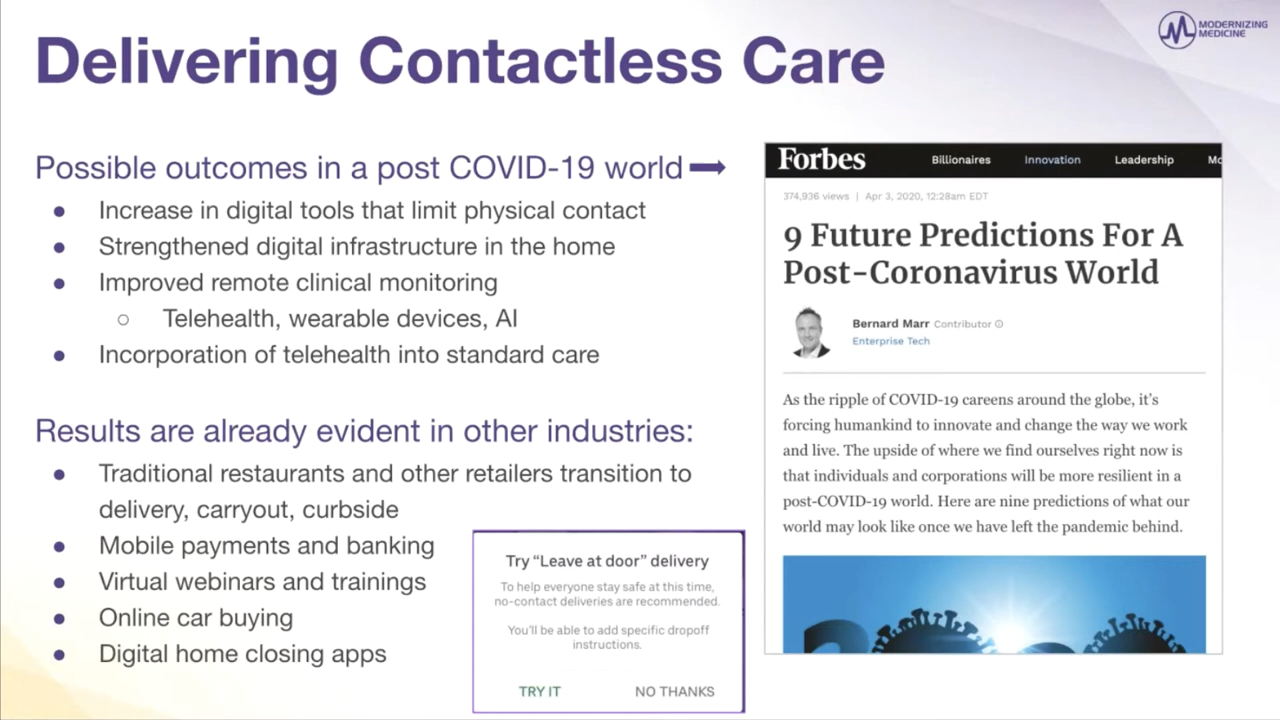 Delivering Contactless Care
MODERNIZING
MEDICINE
Possible outcomes in a post COVID-19 world
● Increase in digital tools that limit physical contact
● Strengthened digital infrastructure in the home
● Improved remote clinical monitoring
○ Telehealth, wearable devices, AI
● Incorporation of telehealth into standard care
Results are already evident in other industries:
● Traditional restaurants and other retailers transition to
delivery, carryout, curbside
● Mobile payments and banking
● Virtual webinars and trainings
● Online car buying
● Digital home closing apps
Try “Leave at door” delivery
To help everyone stay safe at this time,
no-contact deliveries are recommended.
You’ll be able to add specific dropoff
instructions.
TRY IT NO THANKS
Forbes Billionaires Innovation Leadership Mo
374,936 views | Apr 3, 2020, 12:28am EDT
9 Future Predictions For A
Post-Coronavirus World
Bernard Marr Contributor
Enterprise Tech
As the ripple of COVID-19 careens around the globe, it’s
forcing humankind to innovate and change the way we work
and live. The upside of where we find ourselves right now is
that individuals and corporations will be more resilient in a
post-COVID-19 world. Here are nine predictions of what our
world may look like once we have left the pandemic behind.